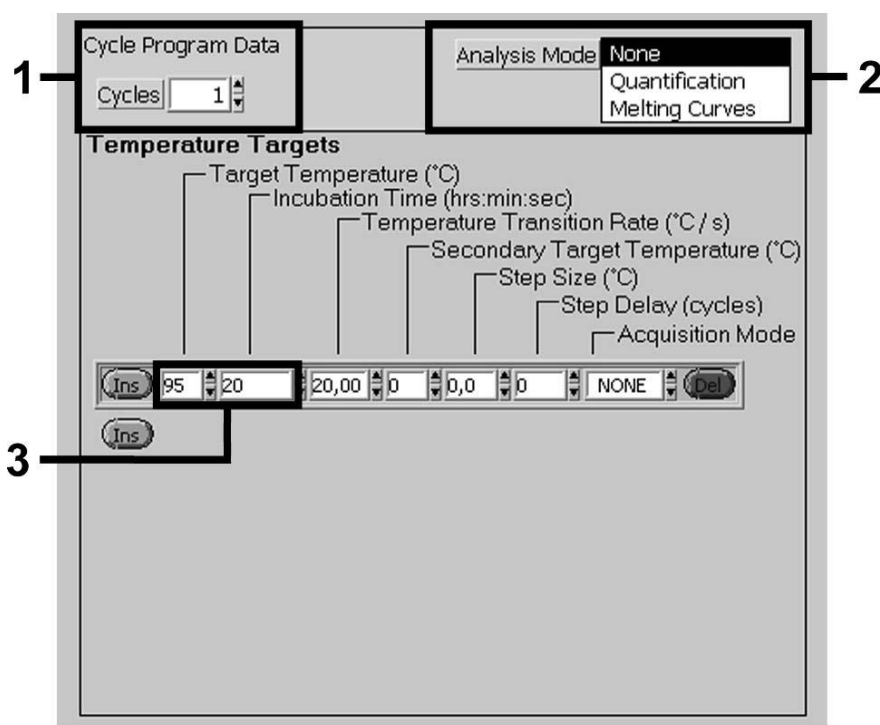 Cycle Program Data
Cycles 1
Analysis Mode None
Quantification
Melting Curves
1
2
Temperature Targets
Target Temperature (°C)
Incubation Time (hrs:min:sec)
Temperature Transition Rate (°C / s)
Secondary Target Temperature (°C)
Step Size (°C)
Step Delay (cycles)
Acquisition Mode
Ins 95 20 20,00 0 0,0 0 NONE Del
Ins
3